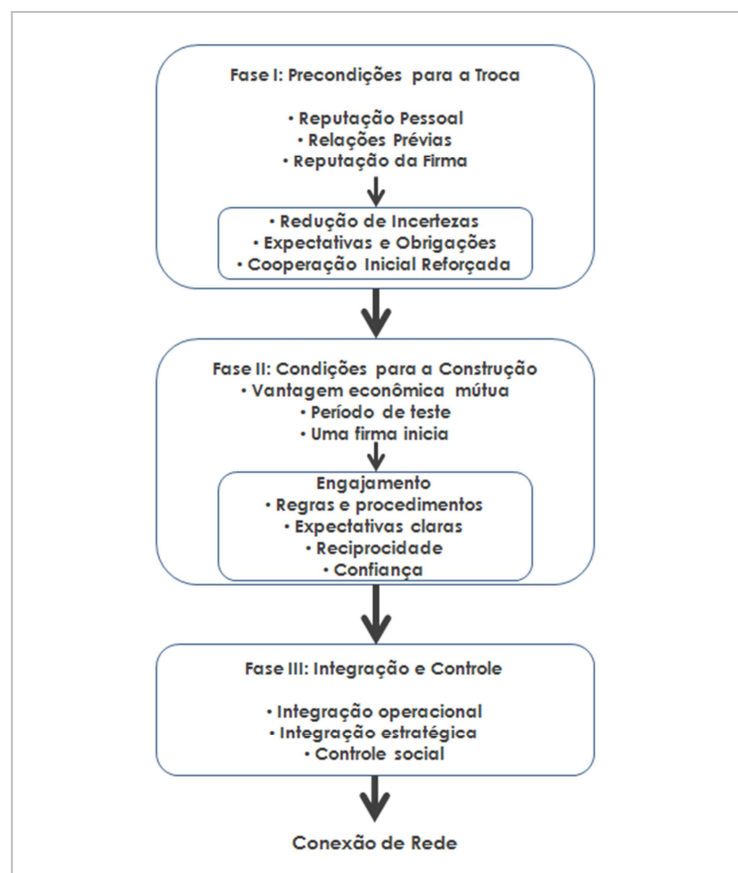 Fase I: Precondições para a Troca
• Reputação Pessoal
• Relações Prévias
• Reputação da Firma
• Redução de Incertezas
• Expectativas e Obrigações
• Cooperação Inicial Reforçada
Fase II: Condições para a Construção
• Vantagem econômica mútua
• Período de teste
• Uma firma inicia
Engajamento
• Regras e procedimentos
• Expectativas claras
• Reciprocidade
• Confiança
Fase III: Integração e Controle
• Integração operacional
• Integração estratégica
• Controle social
Conexão de Rede